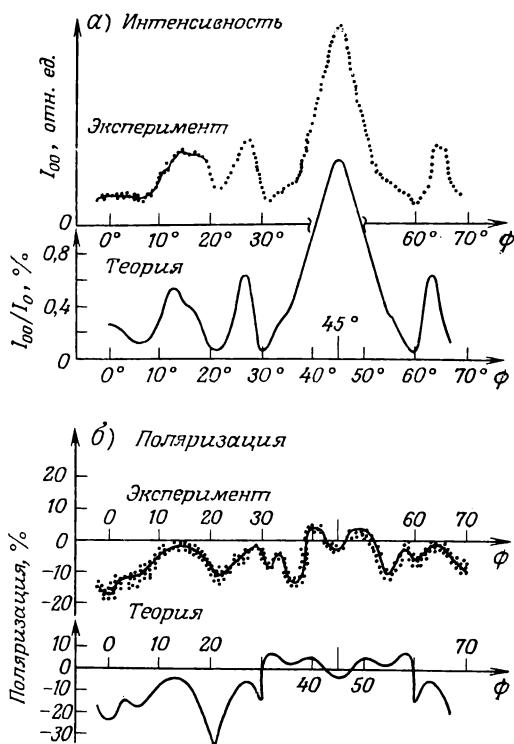 а) Интенсивность
I₀₀, отн. ед.
Эксперимент
0
0° 10° 20° 30° 60° 70° φ
I₀₀/I₀, %
0,8
Теория
0,4
45°
0
0° 10° 20° 30° 40° 50° 60° 70° φ
б) Поляризация
Поляризация, %
20
Эксперимент
10
0 10 20 30 40 50 60 70
0
φ
-10
-20
Теория
10
0 10 20 70
0
40 50 φ
-10
-20
-30